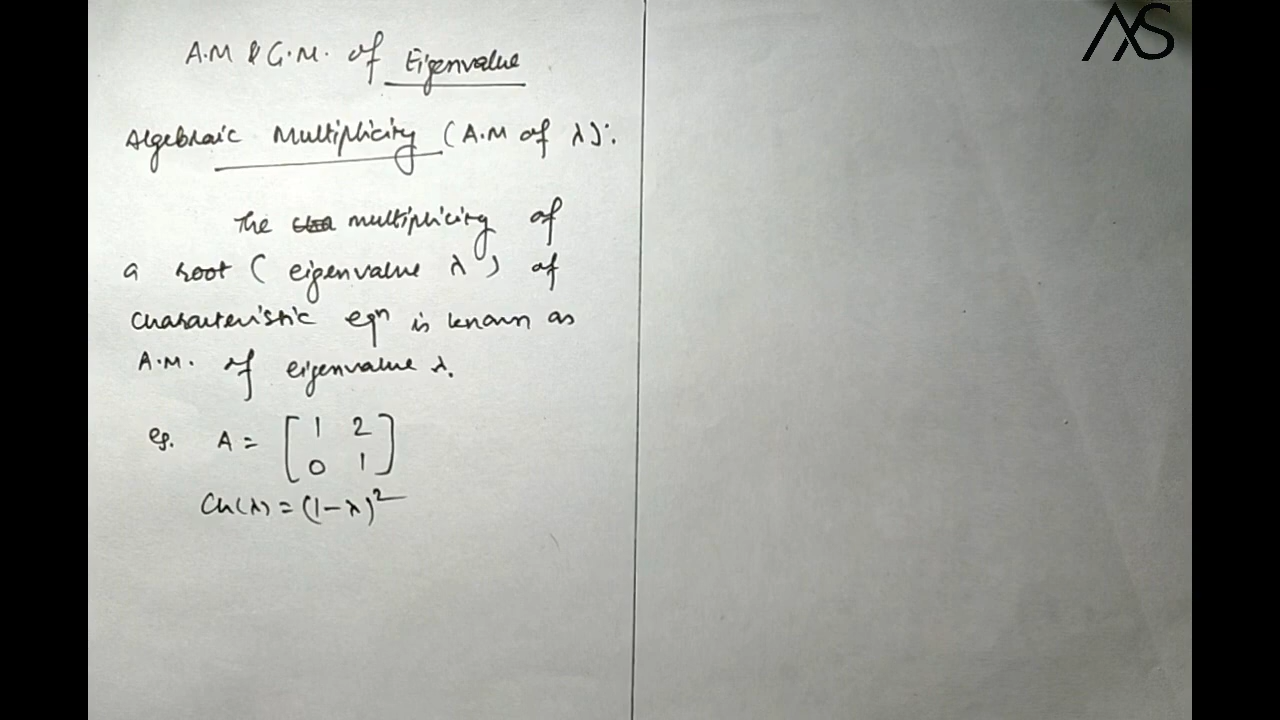 A.M & G.M. of Eigenvalue
Algebraic Multiplicity (A.M of λ):
The multiplicity of
a root (eigenvalue λ) of
characteristic eqn is known as
A.M. of eigenvalue λ.
eg. A = [1 2
0 1]
Ch(λ) = (1-λ)²
NS